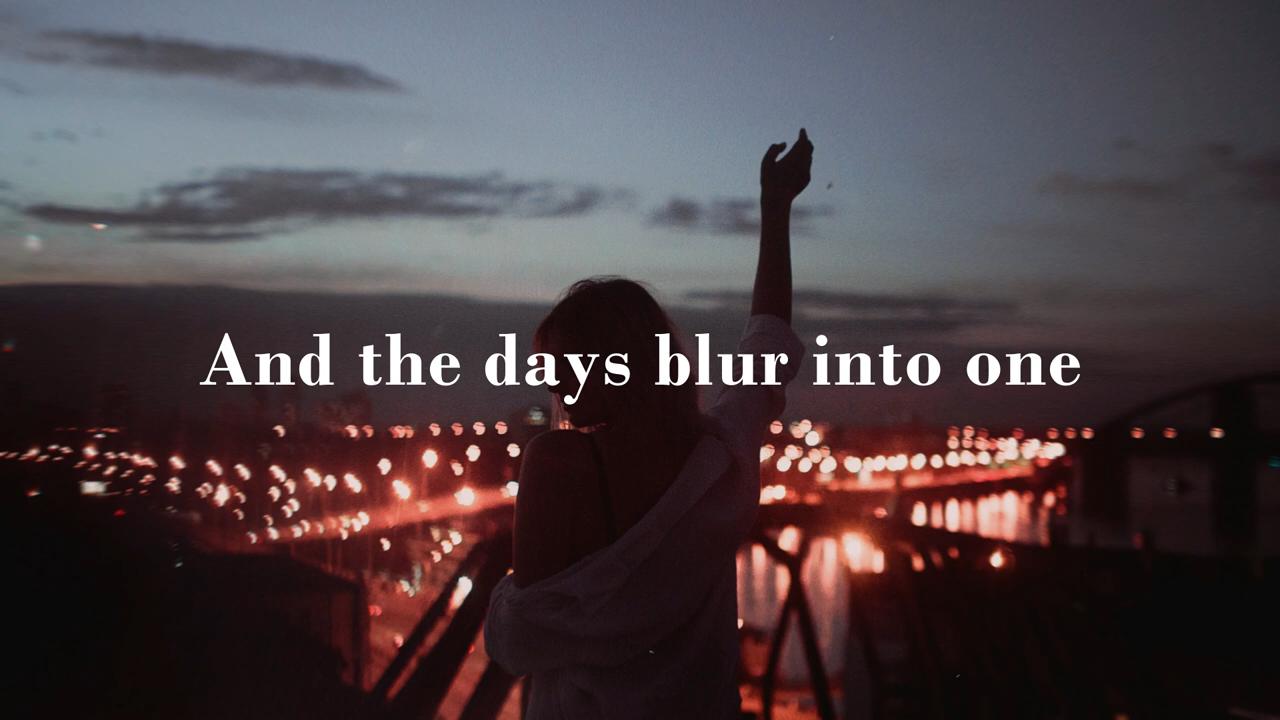 And the days blur into one